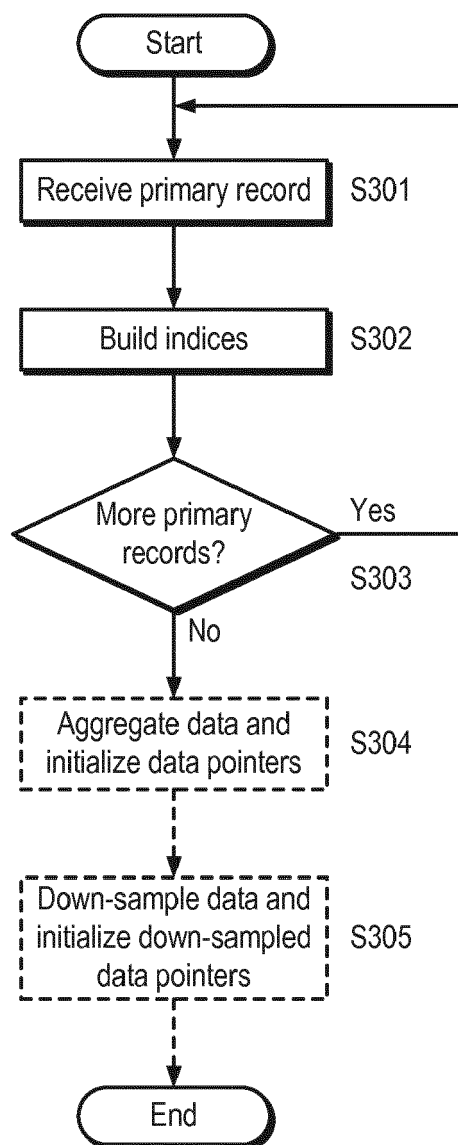 Start
Receive primary record
S301
Build indices
S302
More primary
records?
Yes
S303
No
Aggregate data and
initialize data pointers
S304
Down-sample data and
initialize down-sampled
data pointers
S305
End